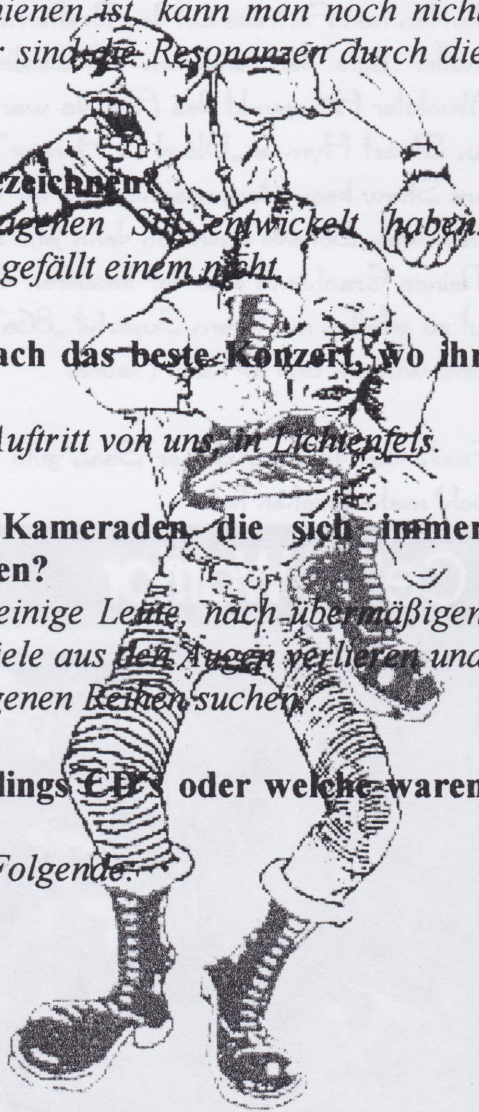 ienen ist, kann man noch nicht
r sind die Resonanzen durch die
ezeichnen?
igenen Stil entwickelt haben.
gefällt einem nicht.
ach das beste Konzert, wo ihr
Auftritt von uns, in Lichtenfels.
Kameraden die sich immer
en?
einige Leute, nach übermäßigen
iele aus den Augen verlieren und
genen Reihen suchen.
lings CD's oder welche waren
Folgende: